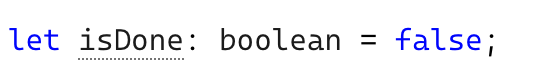 let isDone: boolean = false;